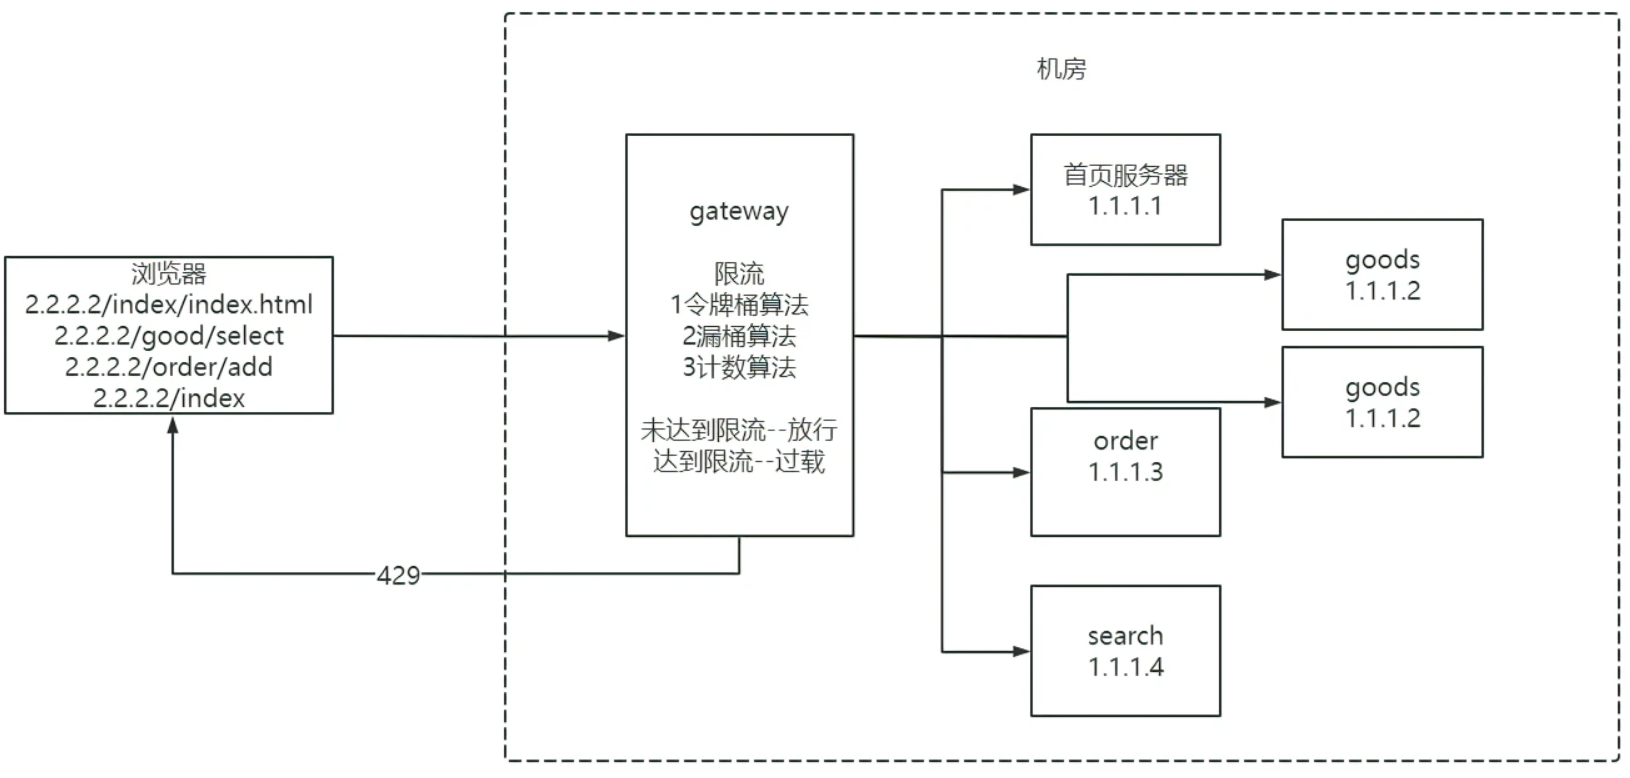 机房
浏览器
2.2.2.2/index/index.html
2.2.2.2/good/select
2.2.2.2/order/add
2.2.2.2/index
gateway
限流
1令牌桶算法
2漏桶算法
3计数算法
未达到限流--放行
达到限流--过载
429
首页服务器
1.1.1.1
goods
1.1.1.2
goods
1.1.1.2
order
1.1.1.3
search
1.1.1.4